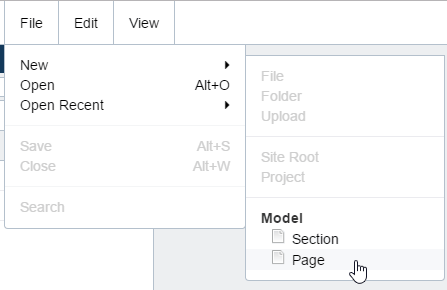 File Edit View
New
Open Alt+O
Open Recent
Save Alt+S
Close Alt+W
Search
File
Folder
Upload
Site Root
Project
Model
Section
Page